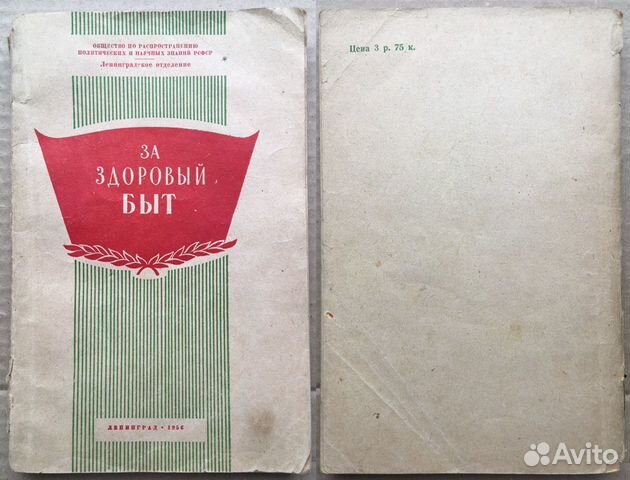 ОБЩЕСТВО ПО РАСПРОСТРАНЕНИЮ
ПОЛИТИЧЕСКИХ И НАУЧНЫХ ЗНАНИЙ РСФСР
Ленинградское отделение
ЗА
ЗДОРОВЫЙ
БЫТ
ЛЕНИНГРАД • 1956
Цена 3 р. 75 к.
Avito